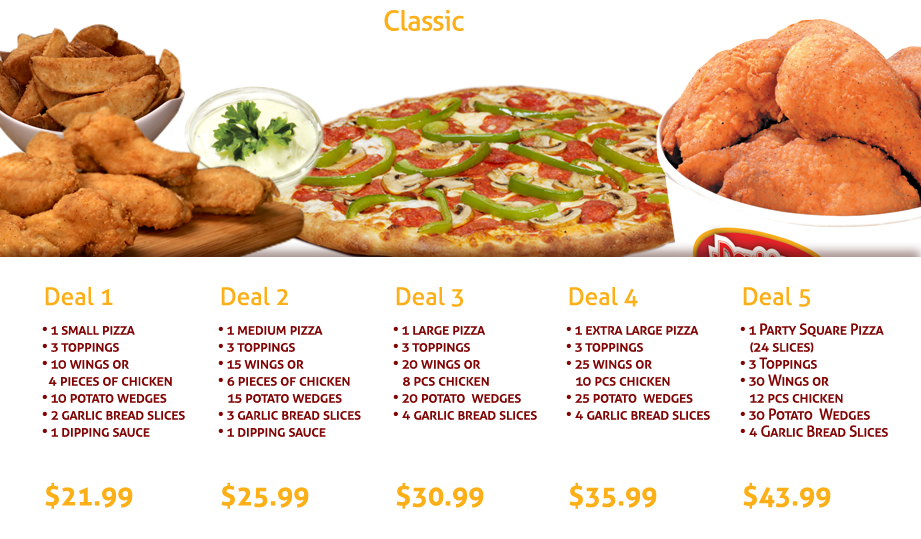 Classic
Deal 1
• 1 SMALL PIZZA
• 3 TOPPINGS
• 10 WINGS OR
4 PIECES OF CHICKEN
• 10 POTATO WEDGES
• 2 GARLIC BREAD SLICES
• 1 DIPPING SAUCE
$21.99
Deal 2
• 1 MEDIUM PIZZA
• 3 TOPPINGS
• 15 WINGS OR
• 6 PIECES OF CHICKEN
15 POTATO WEDGES
• 3 GARLIC BREAD SLICES
• 1 DIPPING SAUCE
$25.99
Deal 3
• 1 LARGE PIZZA
• 3 TOPPINGS
• 20 WINGS OR
8 PCS CHICKEN
• 20 POTATO WEDGES
• 4 GARLIC BREAD SLICES
$30.99
Deal 4
• 1 EXTRA LARGE PIZZA
• 3 TOPPINGS
• 25 WINGS OR
10 PCS CHICKEN
• 25 POTATO WEDGES
• 4 GARLIC BREAD SLICES
$35.99
Deal 5
• 1 PARTY SQUARE PIZZA
(24 SLICES)
• 3 TOPPINGS
• 30 WINGS OR
12 PCS CHICKEN
• 30 POTATO WEDGES
• 4 GARLIC BREAD SLICES
$43.99